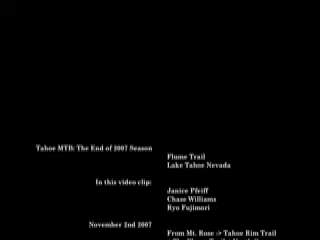 Tahoe MTB: The End of 2007 Season
Flume Trail
Lake Tahoe Nevada
In this video clip:
Janice Pfeiff
Chase Williams
Ryo Fujimori
November 2nd 2007
From Mt. Rose -> Tahoe Rim Trail